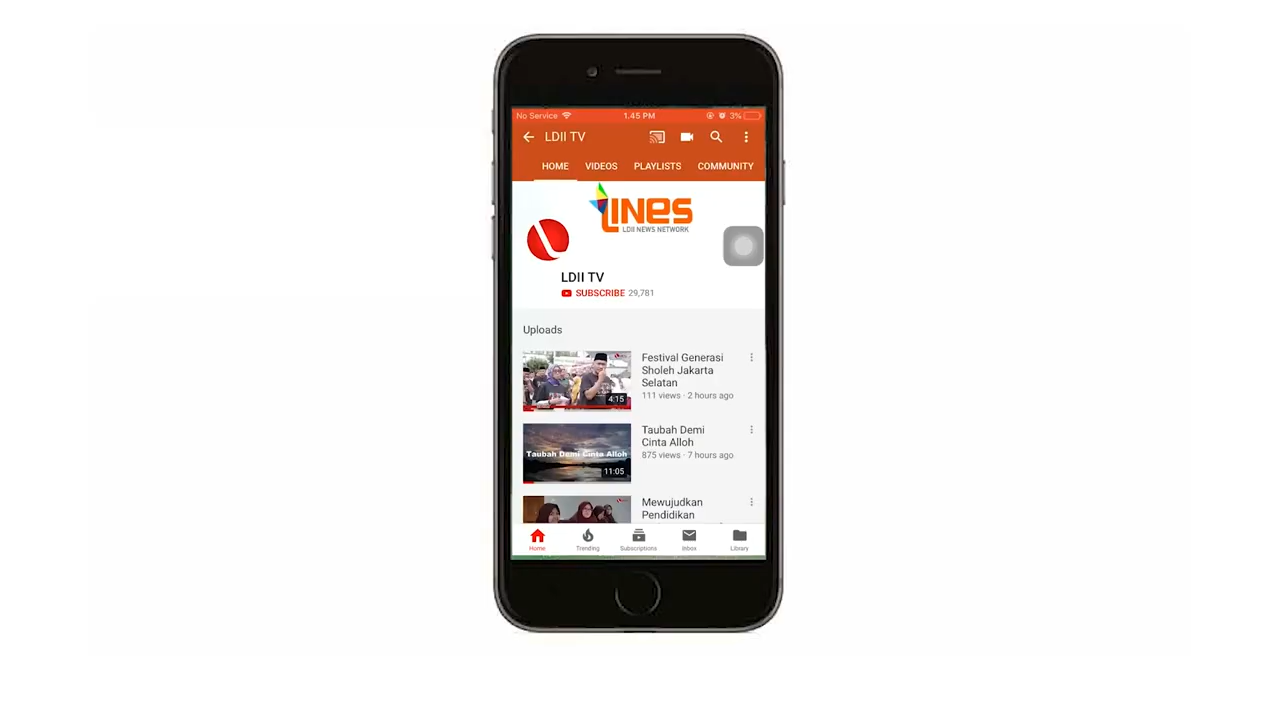 No Service 1.45 PM 3%
LDII TV
HOME VIDEOS PLAYLISTS COMMUNITY
LINES
LDII NEWS NETWORK
LDII TV
SUBSCRIBE 29,781
Uploads
Festival Generasi
Sholeh Jakarta
Selatan
111 views · 2 hours ago
4:15
Taubah Demi
Cinta Alloh
875 views · 7 hours ago
Taubah Demi Cinta Alloh
11:05
Mewujudkan
Pendidikan
Home Trending Subscriptions Inbox Library